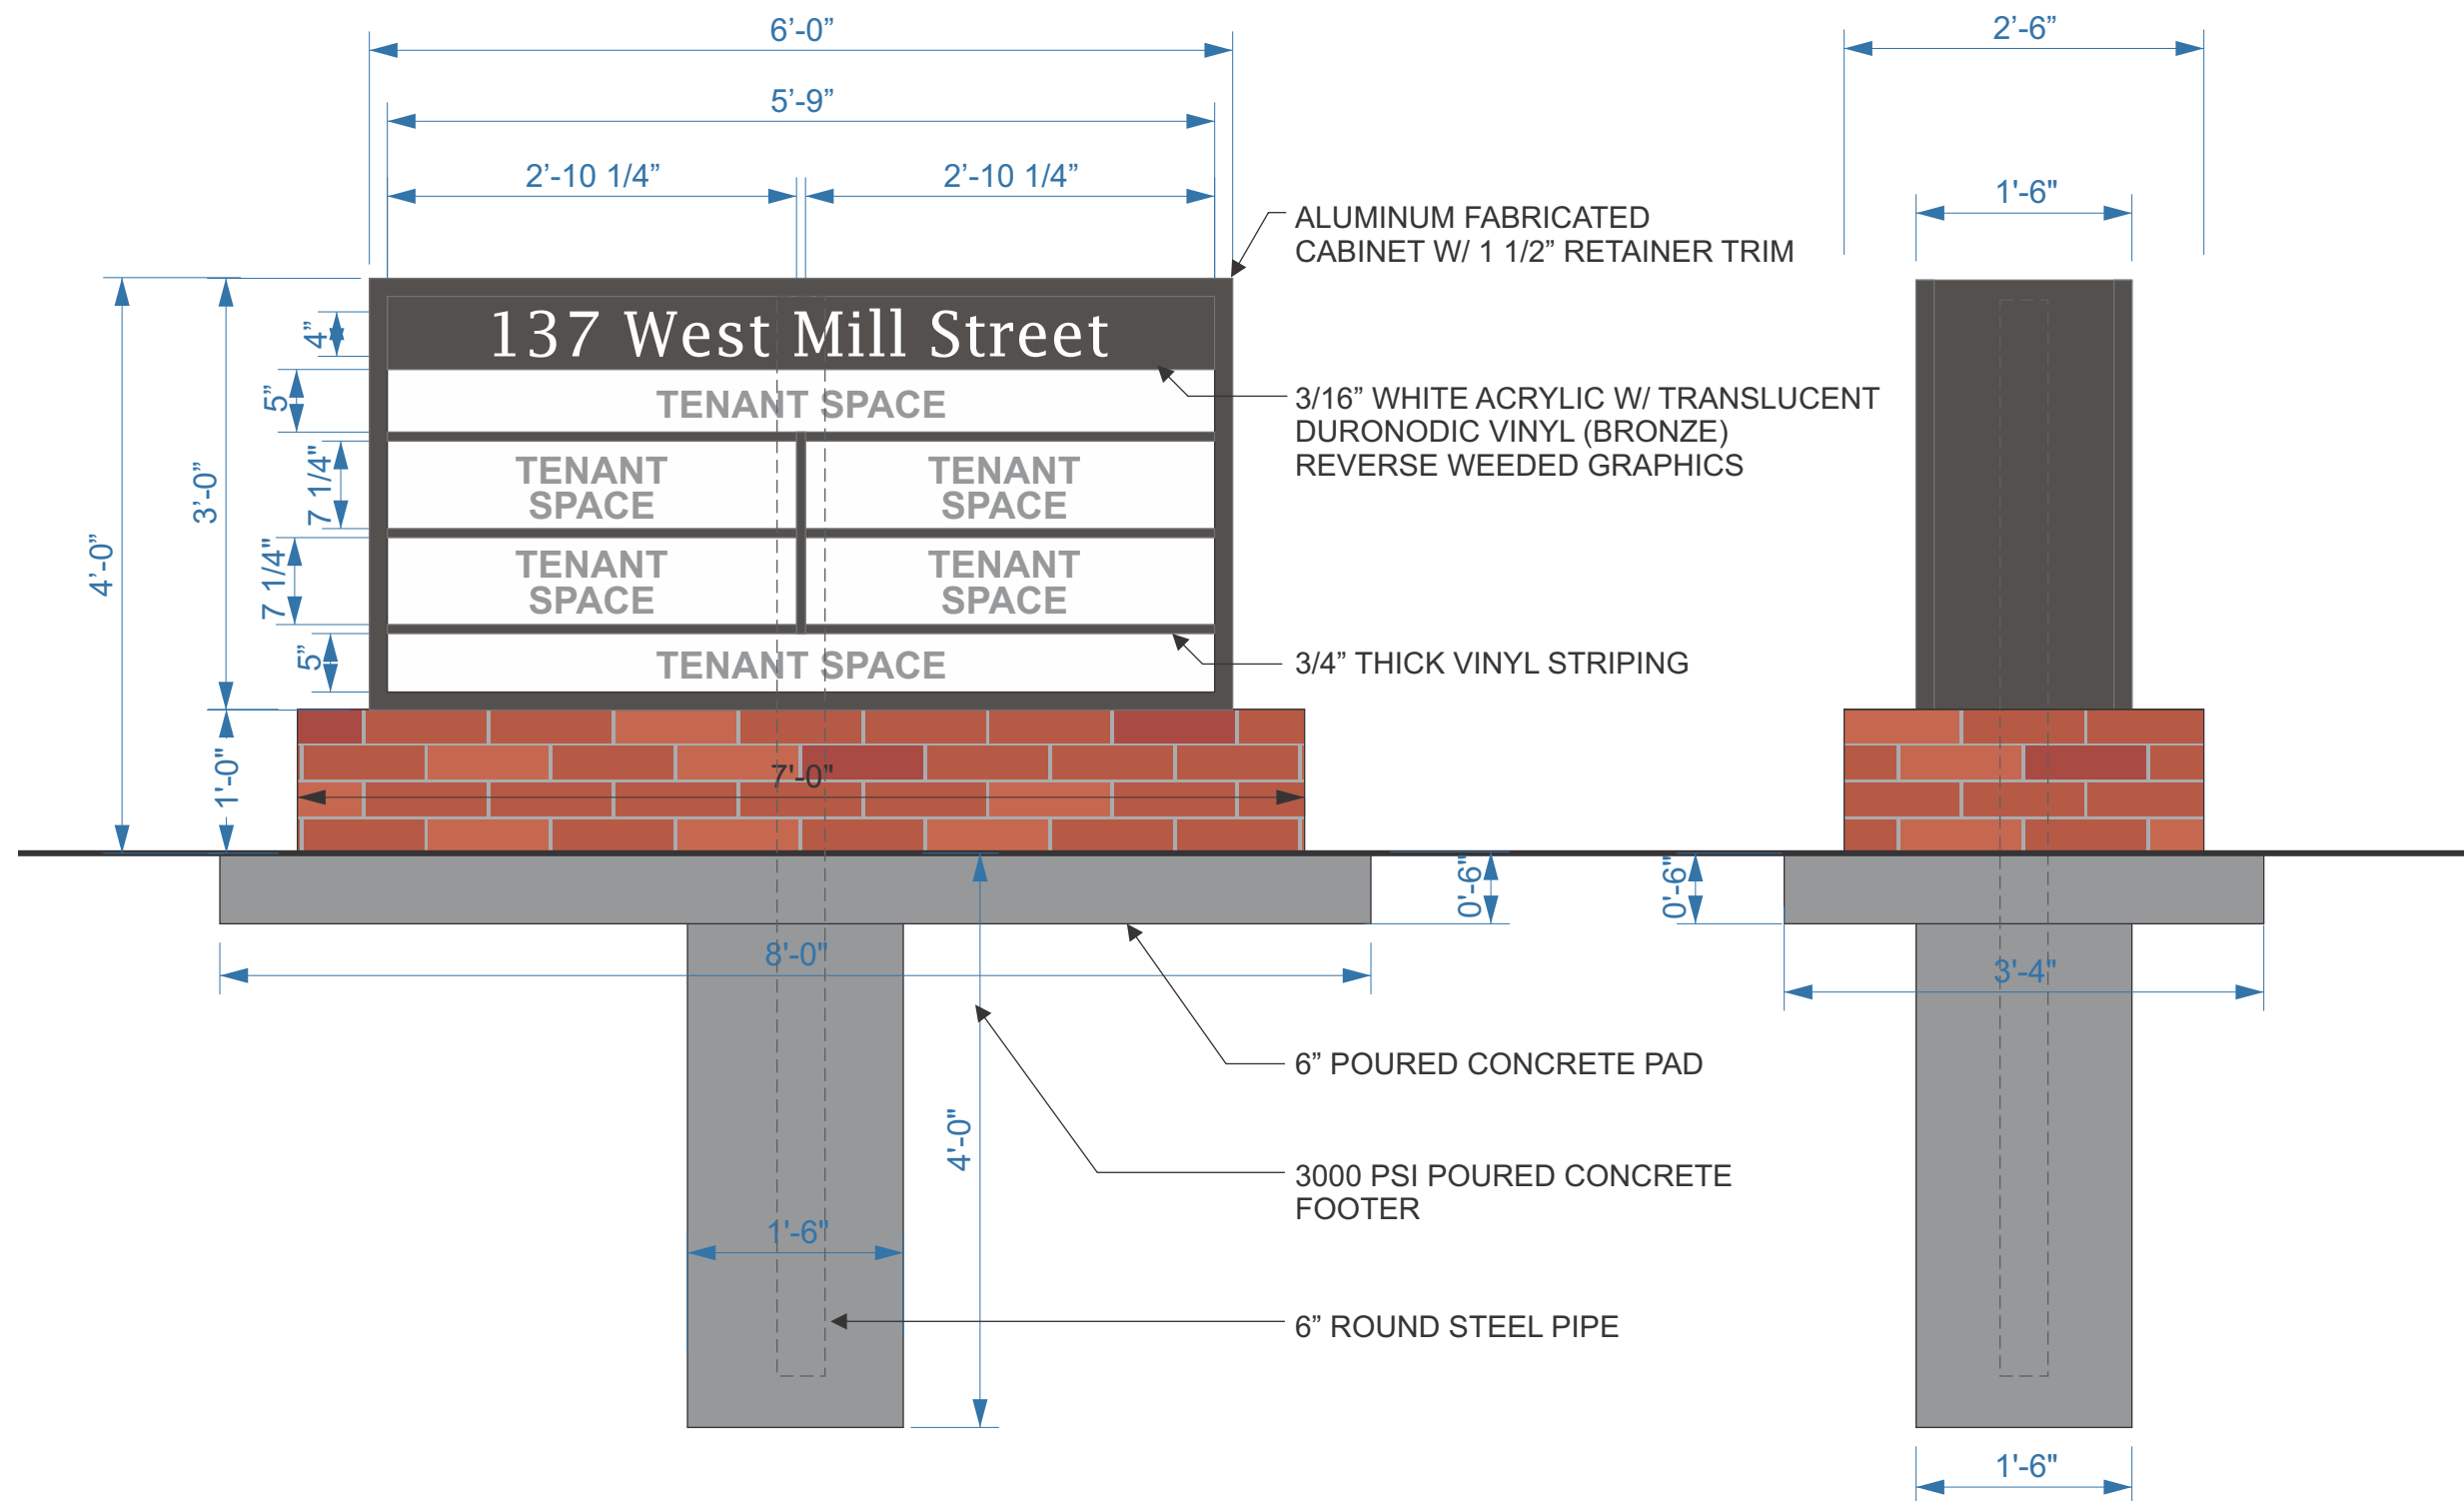 6’-0”
2’-6”
5’-9”
2’-10 1/4”
2’-10 1/4”
1'-6"
ALUMINUM FABRICATED
CABINET W/ 1 1/2” RETAINER TRIM
4”
137 West Mill Street
5”
TENANT SPACE
3/16” WHITE ACRYLIC W/ TRANSLUCENT
DURONODIC VINYL (BRONZE)
REVERSE WEEDED GRAPHICS
4’-0”
3’-0”
7 1/4"
TENANT
SPACE
TENANT
SPACE
7 1/4"
TENANT
SPACE
TENANT
SPACE
5”
TENANT SPACE
3/4” THICK VINYL STRIPING
1'-0"
7'-0"
0'-6"
0'-6"
8'-0"
3'-4"
6” POURED CONCRETE PAD
4'-0"
3000 PSI POURED CONCRETE
FOOTER
1'-6"
6” ROUND STEEL PIPE
1'-6"